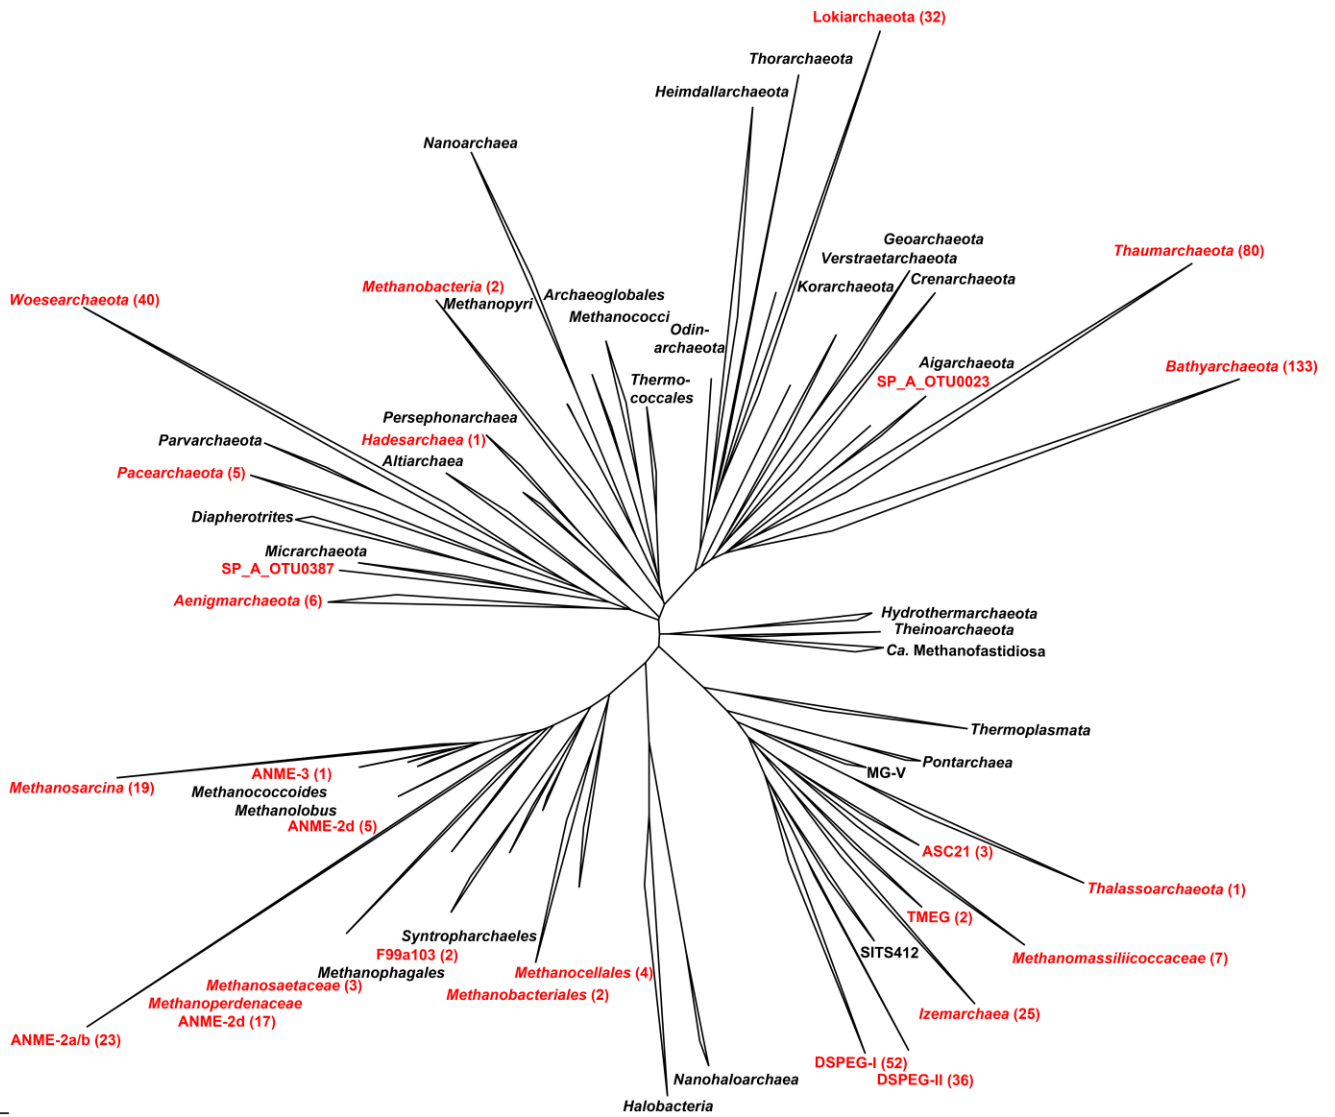 Lokiarchaeota (32)
Thorarchaeota
Heimdallarchaeota
Nanoarchaea
Geoarchaeota
Thaumarchaeota (80)
Verstraetarchaeota
Crenarchaeota
Korarchaeota
Methanobacteria (2)
Methanopyri
Archaeoglobales
Methanococci
Woesearchaeota (40)
Odin-
archaeota
Aigarchaeota
SP_A_OTU0023
Bathyarchaeota (133)
Thermo-
coccales
Persephonarchaea
Hadesarchaea (1)
Altiarchaea
Parvarchaeota
Pacearchaeota (5)
Diapherotrites
Micrarchaeota
SP_A_OTU0387
Aenigmarchaeota (6)
Hydrothermarchaeota
Theinoarchaeota
Ca. Methanofastidiosa
Thermoplasmata
Pontarchaea
MG-V
ANME-3 (1)
Methanosarcina (19)
Methanococcoides
Methanolobus
ANME-2d (5)
ASC21 (3)
Thalassoarchaeota (1)
TMEG (2)
SITS412
Methanomassiliicoccaceae (7)
Syntropharchaeles
F99a103 (2)
Methanophagales
Methanosaetaceae (3)
Methanocellales (4)
Methanobacteriales (2)
Methanoperdenaceae
ANME-2d (17)
ANME-2a/b (23)
Izemarchaea (25)
DSPEG-I (52)
DSPEG-II (36)
Nanohaloarchaea
Halobacteria